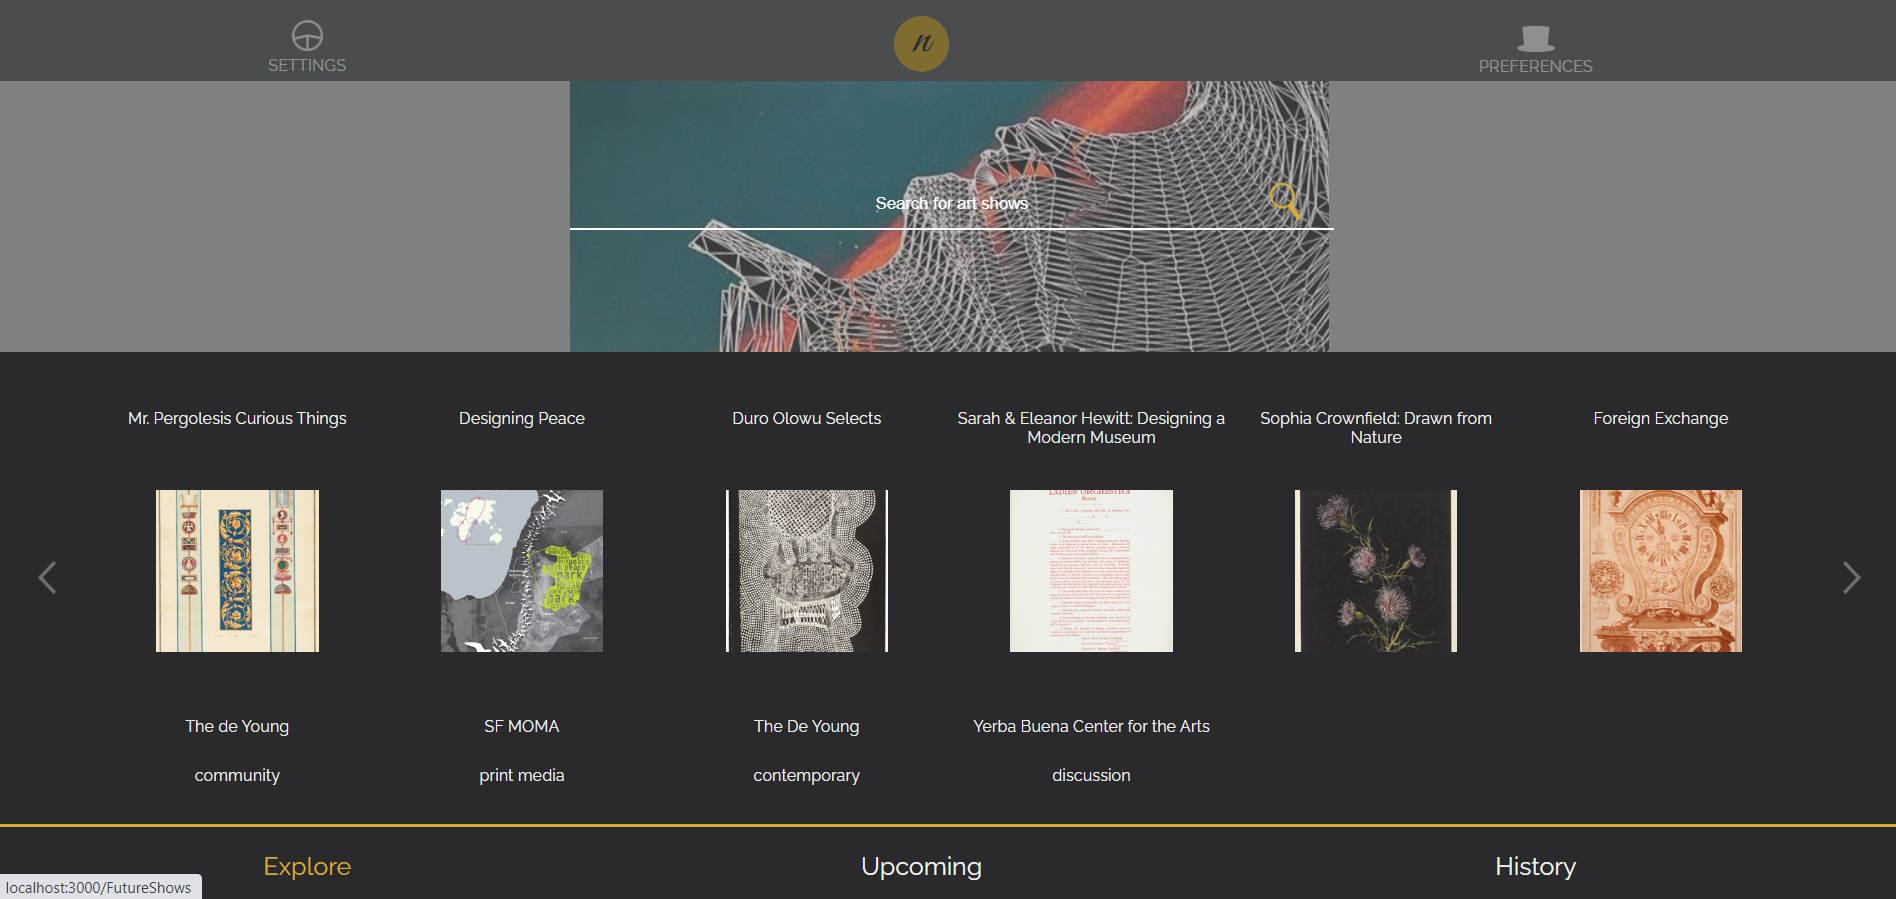 SETTINGS
n
PREFERENCES
Search for art shows
Mr. Pergolesis Curious Things
Designing Peace
Duro Olowu Selects
Sarah & Eleanor Hewitt: Designing a
Modern Museum
Sophia Crownfield: Drawn from
Nature
Foreign Exchange
park
LADIES' ORCHESTRA
The de Young
SF MOMA
The De Young
Yerba Buena Center for the Arts
community
print media
contemporary
discussion
Explore
Upcoming
History
localhost:3000/FutureShows